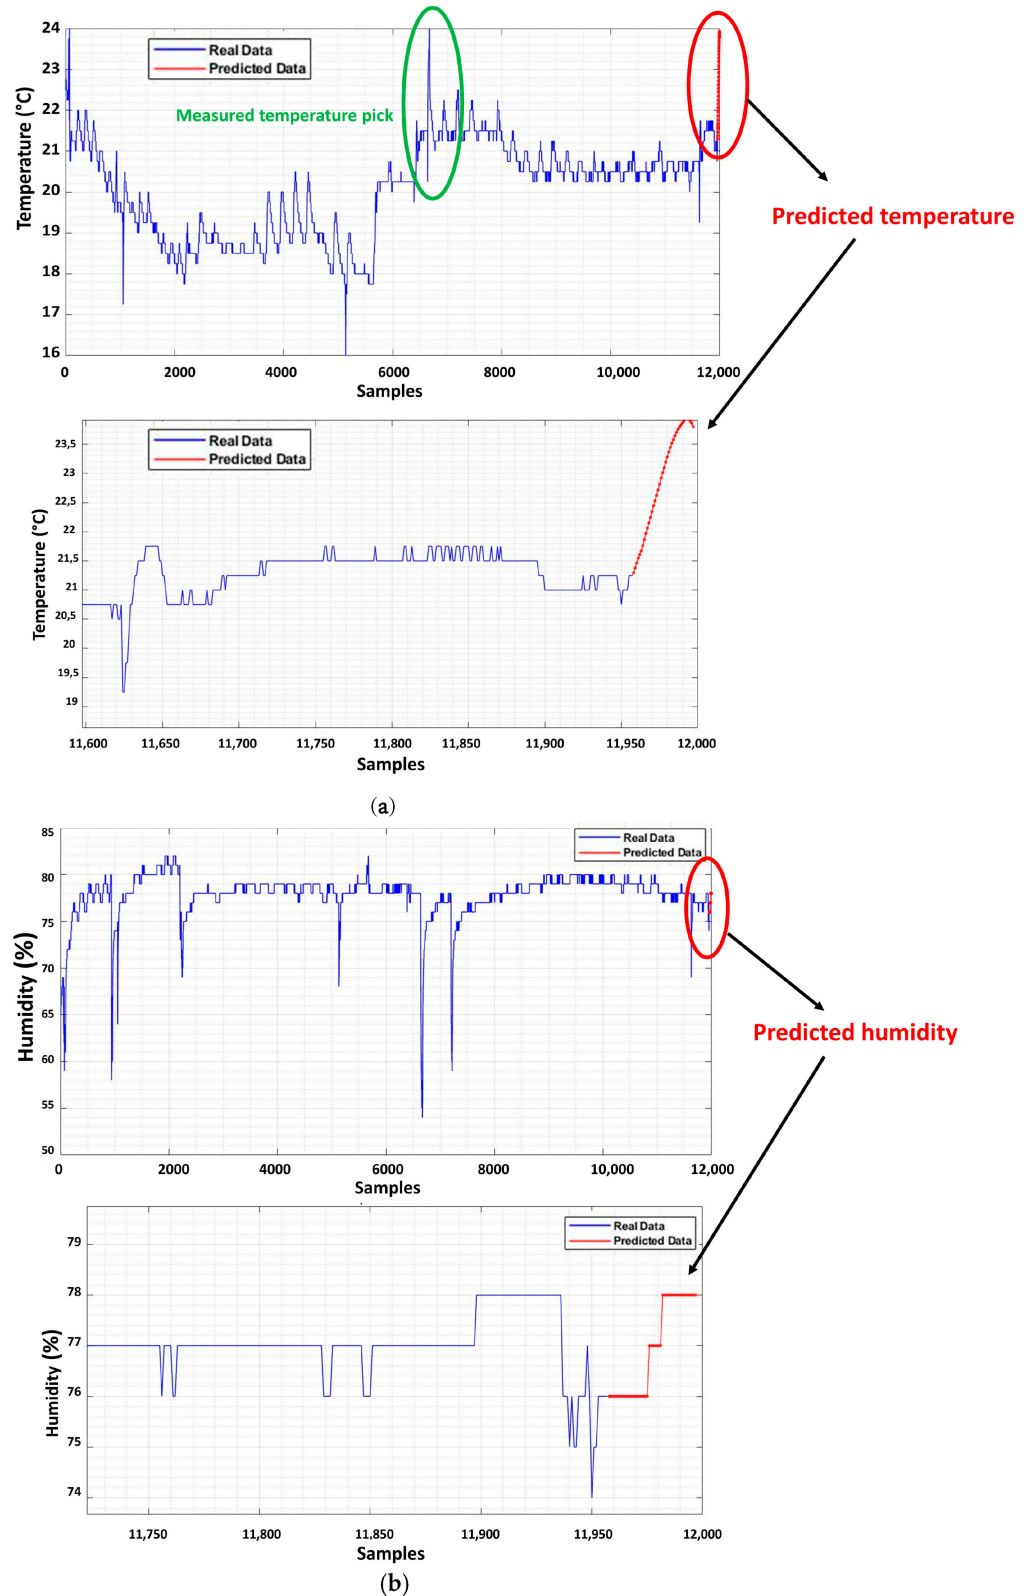 24
23
22
21
20
19
18
17
16
Temperature (°C)
Real Data
Predicted Data
Measured temperature pick
0
2000
4000
6000
8000
10,000
12,000
Samples
Predicted temperature
23,5
23
22,5
22
21,5
21
20,5
20
19,5
19
Temperature (°C)
Real Data
Predicted Data
11,600
11,650
11,700
11,750
11,800
11,850
11,900
11,950
12,000
Samples
(a)
85
80
75
70
65
60
55
50
Humidity (%)
Real Data
Predicted Data
0
2000
4000
6000
8000
10,000
12,000
Samples
Predicted humidity
79
78
77
76
75
74
Humidity (%)
Real Data
Predicted Data
11,750
11,800
11,850
11,900
11,950
12,000
Samples
(b)